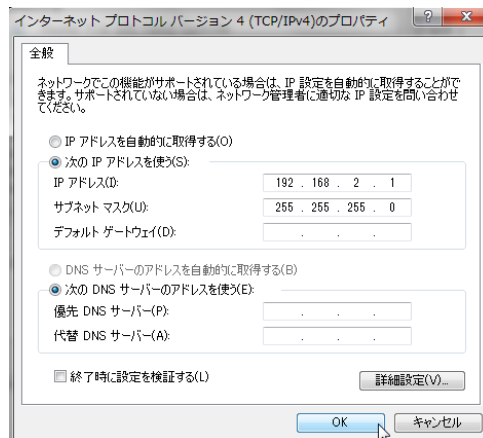 インターネット プロトコル バージョン 4 (TCP/IPv4)のプロパティ
全般
ネットワークでこの機能がサポートされている場合は、IP 設定を自動的に取得することがで
きます。サポートされていない場合は、ネットワーク管理者に適切な IP 設定を問い合わせ
てください。
IP アドレスを自動的に取得する(O)
次の IP アドレスを使う(S):
IP アドレス(I): 192 . 168 . 2 . 1
サブネット マスク(U): 255 . 255 . 255 . 0
デフォルト ゲートウェイ(D): . . .
DNS サーバーのアドレスを自動的に取得する(B)
次の DNS サーバーのアドレスを使う(E):
優先 DNS サーバー(P): . . .
代替 DNS サーバー(A): . . .
終了時に設定を検証する(L)
詳細設定(V)...
OK キャンセル